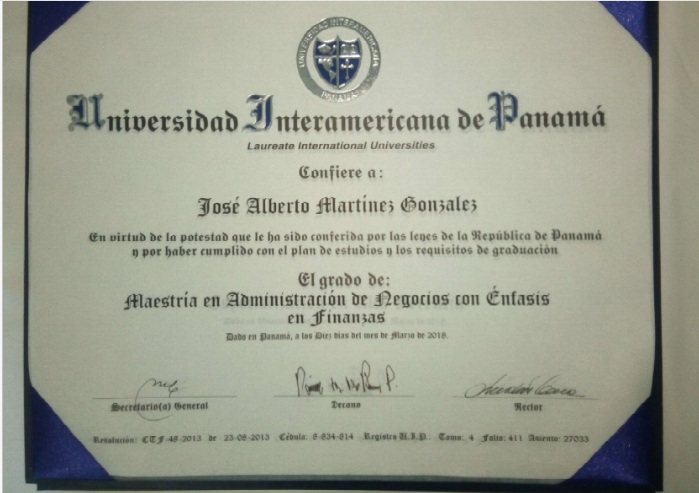 UNIVERSIDAD INTERAMERICANA
PANAMÁ
Universidad Interamericana de Panamá
Laureate International Universities
Confiere a:
José Alberto Martínez Gonzalez
En virtud de la potestad que le ha sido conferida por las leyes de la República de Panamá
y por haber cumplido con el plan de estudios y los requisitos de graduación
El grado de:
Maestría en Administración de Negocios con Énfasis
en Finanzas
Dado en Panamá, a los Diez días del mes de Marzo de 2018.
Secretario(a) General
Decano
Rector
Resolución: CTF-48-2013 de 23-08-2013 Cédula: 8-834-814 Registro U.I.P.: Tomo: 4 Folio: 411 Asiento: 27033